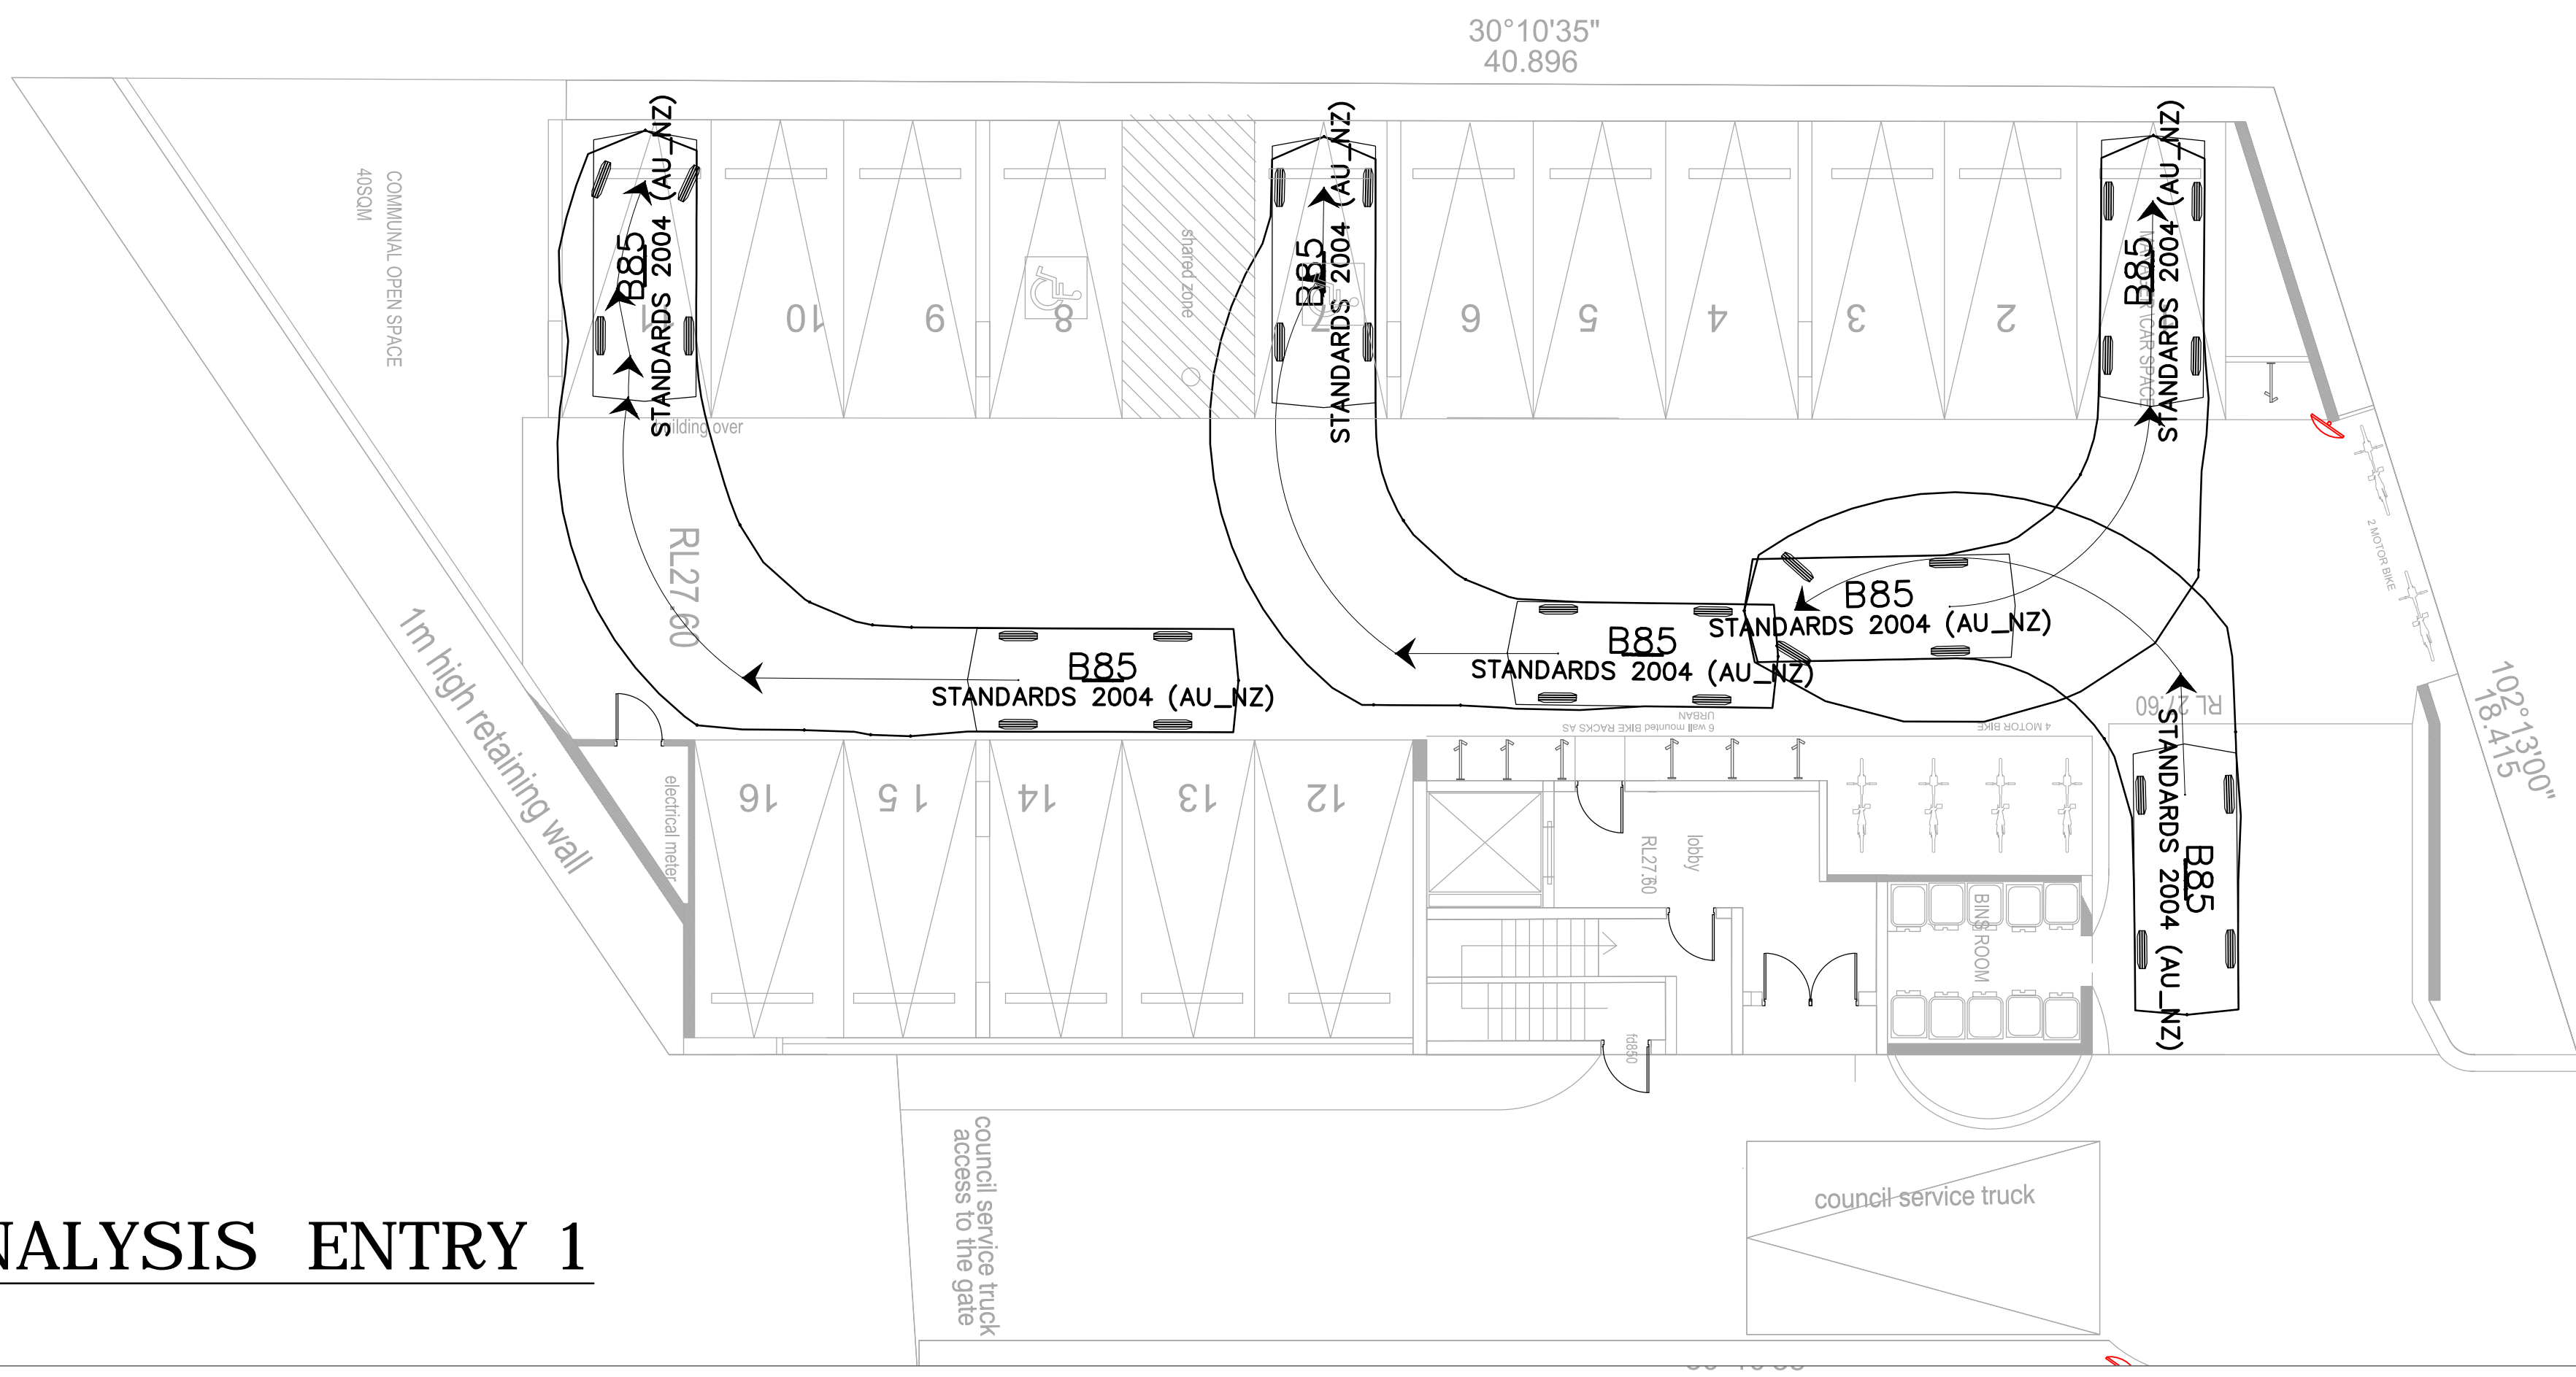 30°10'35"
40.896
COMMUNAL OPEN SPACE
40SQM
B85
STANDARDS 2004 (AU_NZ)
10
9
8
shared zone
B85
STANDARDS 2004 (AU_NZ)
7
6
5
4
3
2
B85
STANDARDS 2004 (AU_NZ)
building over
RL27.60
2 MOTOR BIKE
1m high retaining wall
B85
STANDARDS 2004 (AU_NZ)
B85
STANDARDS 2004 (AU_NZ)
B85
STANDARDS 2004 (AU_NZ)
RL 27.60
102°13'00"
18.415
6 wall mounted BIKE RACKS AS
URBAN
4 MOTOR BIKE
electrical meter
16
15
14
13
12
lobby
RL27.60
BINS ROOM
B85
STANDARDS 2004 (AU_NZ)
fd850
council service truck
access to the gate
council service truck
NALYSIS ENTRY 1